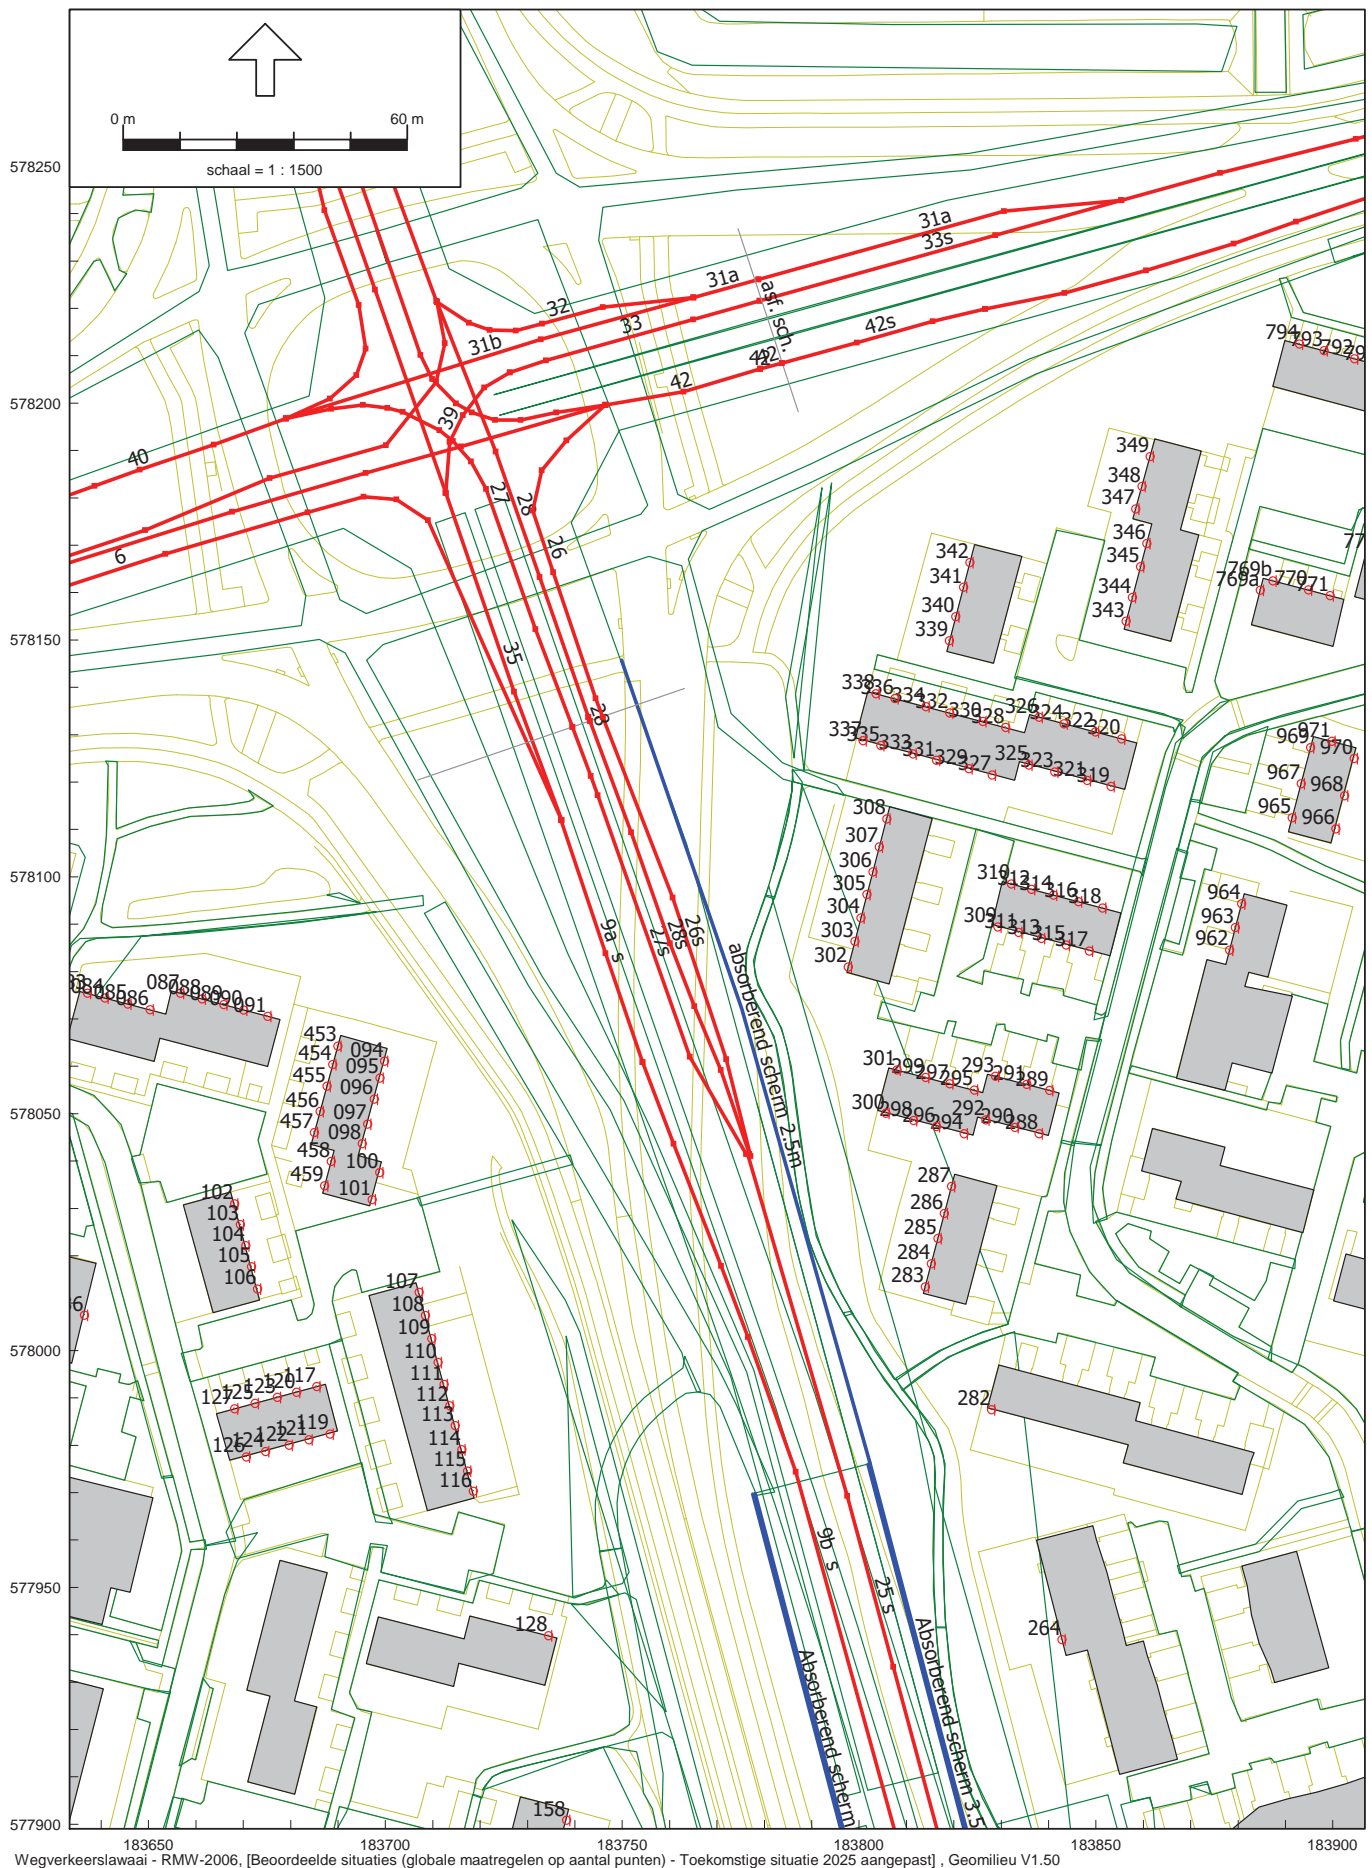 0 m 60 m
schaal = 1 : 1500
578250
578200
578150
578100
578050
578000
577950
577900
183650 183700 183750 183800 183850 183900
31a
33s
31a
32
33
31b
asf. sch.
42s
42
42
39
40
6
27
28
26
35
28
9a s
27s
28s
26s
absorberend scherm 2.5m
9b s
25 s
Absorberend scherm
Absorberend scherm 3.5
794 793 792
349
348
347
346
345
344
343
342
341
340
339
769b
769a 770 771
338 336 334 332 330 328 326 324 322 320
337 335 333 331 329 327 325 323 321 319
971
969 970
967 968
965 966
308
307
306
305
304
303
302
310 312 314 316 318
309 311 313 315 317
964
963
962
084 085 086 087 088 089 090 091
453
454
455
456
457
458
459
094
095
096
097
098
100
101
301 299 297 295 293 291 289
300 298 296 294 292 290 288
287
286
285
284
283
102
103
104
105
106
107
108
109
110
111
112
113
114
115
116
127 125 123 120 117
126 124 122 121 119
282
264
128
158
Wegverkeerslawaai - RMW-2006, [Beoordeelde situaties (globale maatregelen op aantal punten) - Toekomstige situatie 2025 aangepast] , Geomilieu V1.50